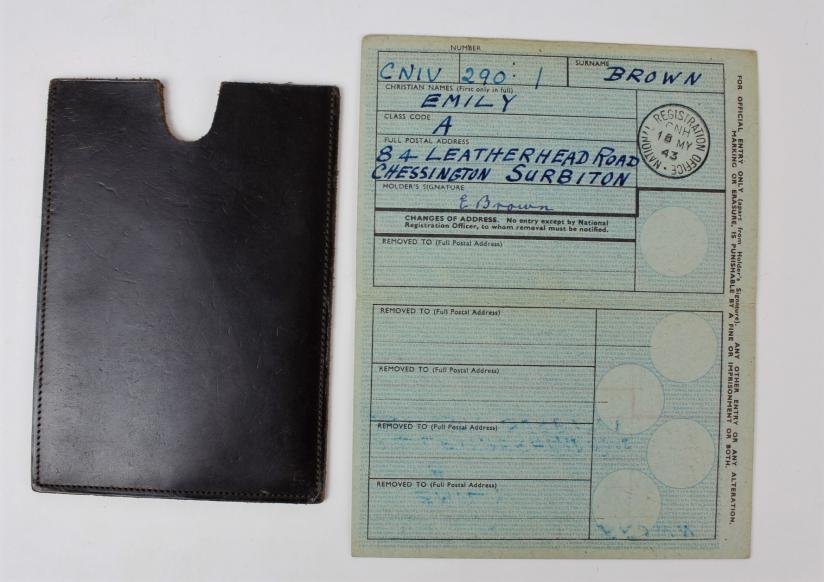 NUMBER
SURNAME
CNIV 290 · 1
BROWN
CHRISTIAN NAMES (First only in full)
EMILY
CLASS CODE
A
FULL POSTAL ADDRESS
84 LEATHERHEAD ROAD
CHESSINGTON SURBITON
HOLDER'S SIGNATURE
E Brown
CHANGES OF ADDRESS. No entry except by National
Registration Officer, to whom removal must be notified.
REMOVED TO (Full Postal Address)
REMOVED TO (Full Postal Address)
REMOVED TO (Full Postal Address)
REMOVED TO (Full Postal Address)
REMOVED TO (Full Postal Address)
NATIONAL REGISTRATION OFFICE
CNH
18 MY
43
FOR OFFICIAL ENTRY ONLY (apart from Holder's Signature). ANY OTHER ENTRY OR ANY ALTERATION,
MARKING OR ERASURE, IS PUNISHABLE BY A FINE OR IMPRISONMENT OR BOTH.